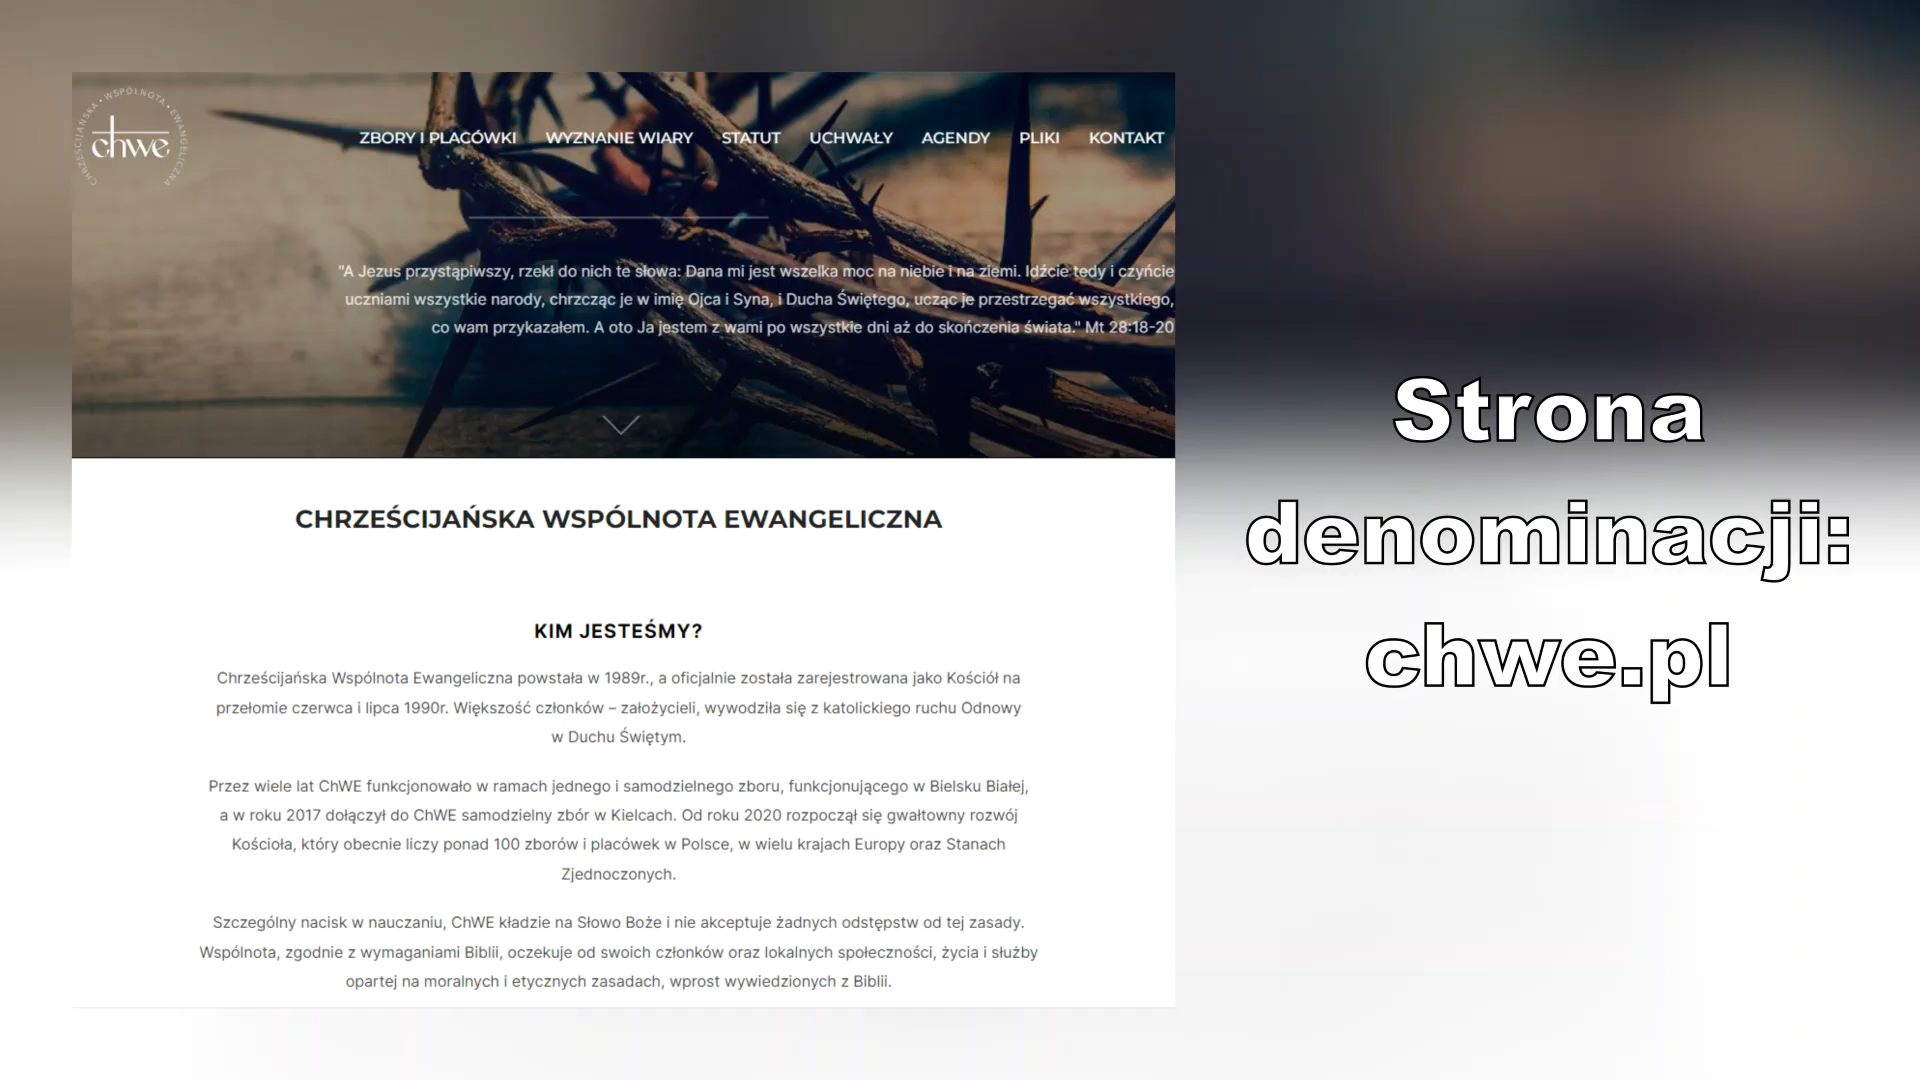 CHRZEŚCIJAŃSKA • WSPÓLNOTA • EWANGELICZNA
chwe
ZBORY I PLACÓWKI WYZNANIE WIARY STATUT UCHWAŁY AGENDY PLIKI KONTAKT
"A Jezus przystąpiwszy, rzekł do nich te słowa: Dana mi jest wszelka moc na niebie i na ziemi. Idźcie tedy i czyńcie
uczniami wszystkie narody, chrzcząc je w imię Ojca i Syna, i Ducha Świętego, ucząc je przestrzegać wszystkiego,
co wam przykazałem. A oto Ja jestem z wami po wszystkie dni aż do skończenia świata." Mt 28:18-20
CHRZEŚCIJAŃSKA WSPÓLNOTA EWANGELICZNA
KIM JESTEŚMY?
Chrześcijańska Wspólnota Ewangeliczna powstała w 1989r., a oficjalnie została zarejestrowana jako Kościół na
przełomie czerwca i lipca 1990r. Większość członków – założycieli, wywodziła się z katolickiego ruchu Odnowy
w Duchu Świętym.
Przez wiele lat ChWE funkcjonowało w ramach jednego i samodzielnego zboru, funkcjonującego w Bielsku Białej,
a w roku 2017 dołączył do ChWE samodzielny zbór w Kielcach. Od roku 2020 rozpoczął się gwałtowny rozwój
Kościoła, który obecnie liczy ponad 100 zborów i placówek w Polsce, w wielu krajach Europy oraz Stanach
Zjednoczonych.
Szczególny nacisk w nauczaniu, ChWE kładzie na Słowo Boże i nie akceptuje żadnych odstępstw od tej zasady.
Wspólnota, zgodnie z wymaganiami Biblii, oczekuje od swoich członków oraz lokalnych społeczności, życia i służby
opartej na moralnych i etycznych zasadach, wprost wywiedzionych z Biblii.
Strona
denominacji:
chwe.pl